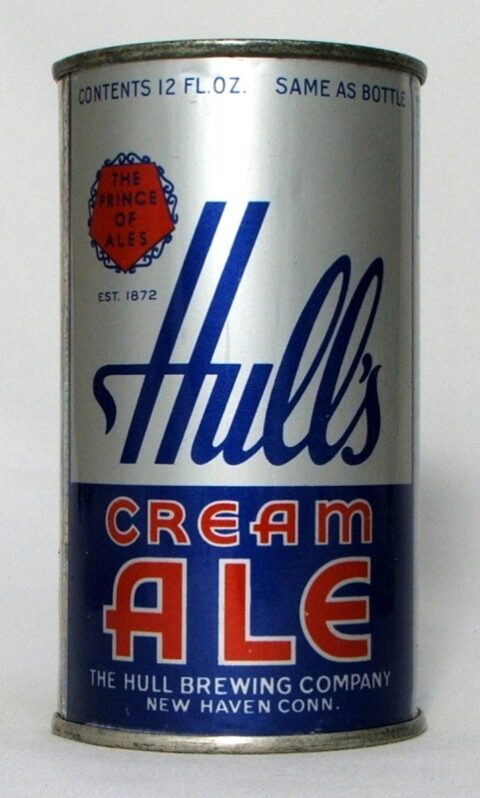 CONTENTS 12 FL.OZ. SAME AS BOTTLE
THE
PRINCE
OF
ALES
EST. 1872
Hull's
CREAM
ALE
THE HULL BREWING COMPANY
NEW HAVEN CONN.